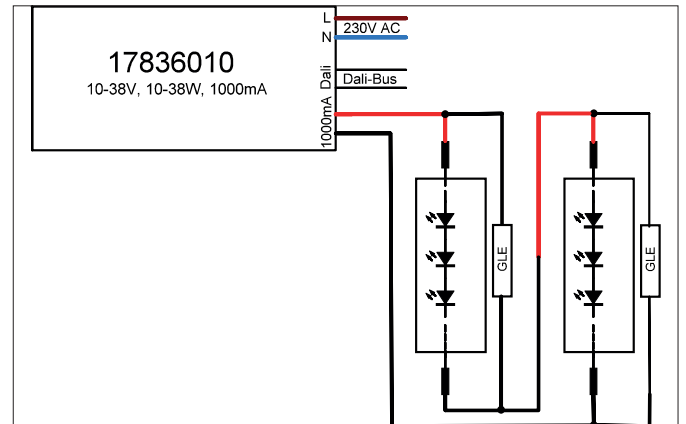 L
230V AC
N
17836010
10-38V, 10-38W, 1000mA
Dali
Dali-Bus
1000mA
GLE
GLE